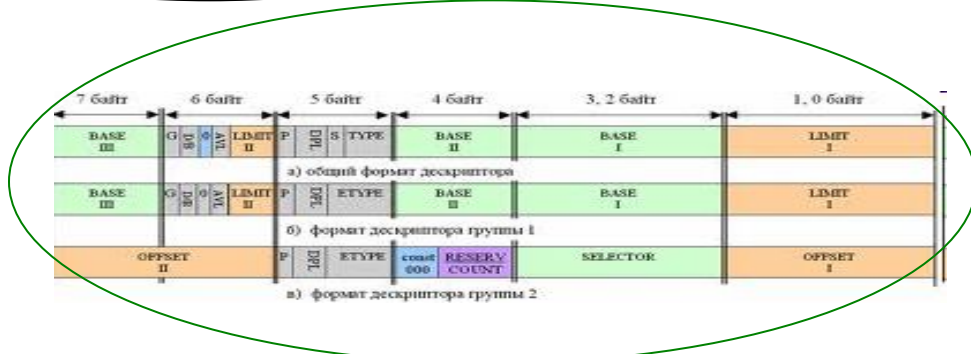 7 байт 6 байт 5 байт 4 байт 3, 2 байт 1, 0 байт
BASE III G D/B 0 AVL LIMIT II P DPL S TYPE BASE II BASE I LIMIT I
а) общий формат дескриптора
BASE III G D/B 0 AVL LIMIT II P DPL ETYPE BASE II BASE I LIMIT I
б) формат дескриптора группы 1
OFFSET II P DPL ETYPE const 000 RESERV COUNT SELECTOR OFFSET I
в) формат дескриптора группы 2